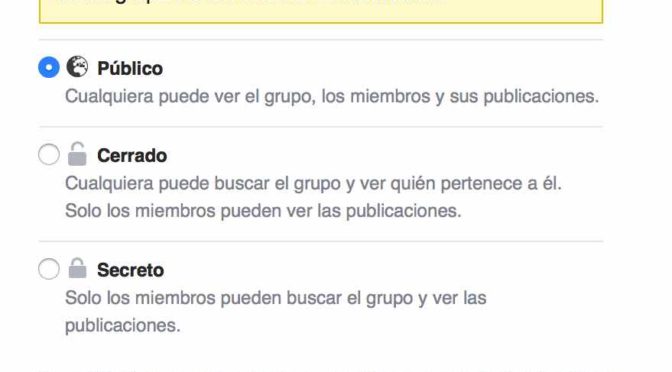 Público
Cualquiera puede ver el grupo, los miembros y sus publicaciones.
Cerrado
Cualquiera puede buscar el grupo y ver quién pertenece a él.
Solo los miembros pueden ver las publicaciones.
Secreto
Solo los miembros pueden buscar el grupo y ver las
publicaciones.